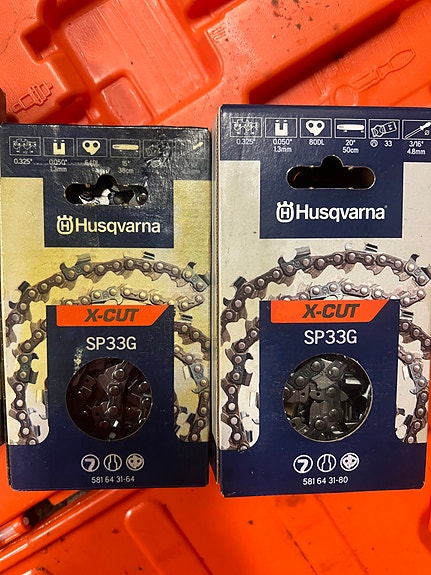 0.325"
0.050"
1.3mm
64DL
15"
38cm
Husqvarna
X-CUT
SP33G
581 64 31-64
0.325"
0.050"
1.3mm
80DL
20"
50cm
33
3/16"
4.8mm
Husqvarna
X-CUT
SP33G
581 64 31-80